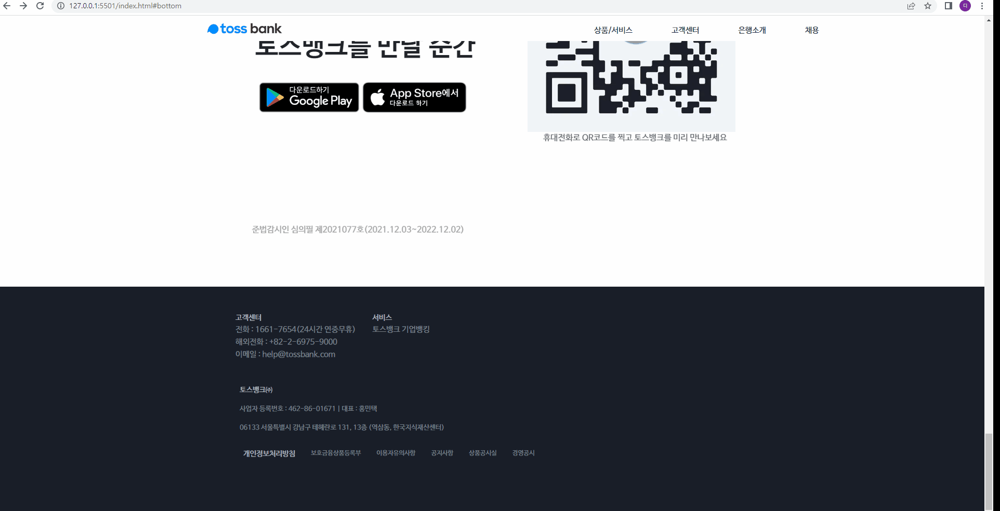 127.0.0.1:5501/index.html#bottom
디
toss bank
상품/서비스
고객센터
은행소개
채용
토스뱅크를 만날 순간
다운로드하기
Google Play
App Store에서
다운로드 하기
휴대전화로 QR코드를 찍고 토스뱅크를 미리 만나보세요
준법감시인 심의필 제2021077호(2021.12.03~2022.12.02)
고객센터
전화 : 1661-7654(24시간 연중무휴)
해외전화 : +82-2-6975-9000
이메일 : help@tossbank.com
서비스
토스뱅크 기업뱅킹
토스뱅크㈜
사업자 등록번호 : 462-86-01671 | 대표 : 홍민택
06133 서울특별시 강남구 테헤란로 131, 13층 (역삼동, 한국지식재산센터)
개인정보처리방침
보호금융상품등록부
이용자유의사항
공지사항
상품공시실
경영공시